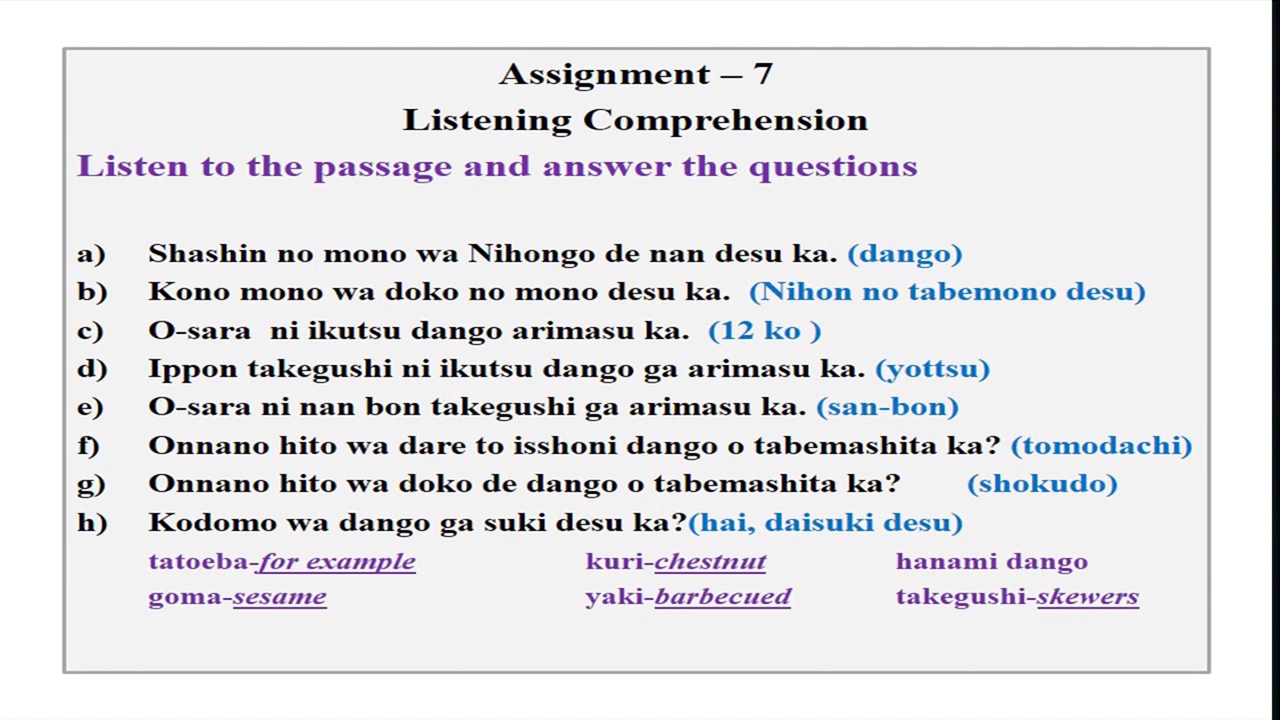 Assignment – 7
Listening Comprehension
Listen to the passage and answer the questions
a) Shashin no mono wa Nihongo de nan desu ka. (dango)
b) Kono mono wa doko no mono desu ka. (Nihon no tabemono desu)
c) O-sara ni ikutsu dango arimasu ka. (12 ko )
d) Ippon takegushi ni ikutsu dango ga arimasu ka. (yottsu)
e) O-sara ni nan bon takegushi ga arimasu ka. (san-bon)
f) Onnano hito wa dare to isshoni dango o tabemashita ka? (tomodachi)
g) Onnano hito wa doko de dango o tabemashita ka? (shokudo)
h) Kodomo wa dango ga suki desu ka?(hai, daisuki desu)
tatoeba-for example kuri-chestnut hanami dango
goma-sesame yaki-barbecued takegushi-skewers